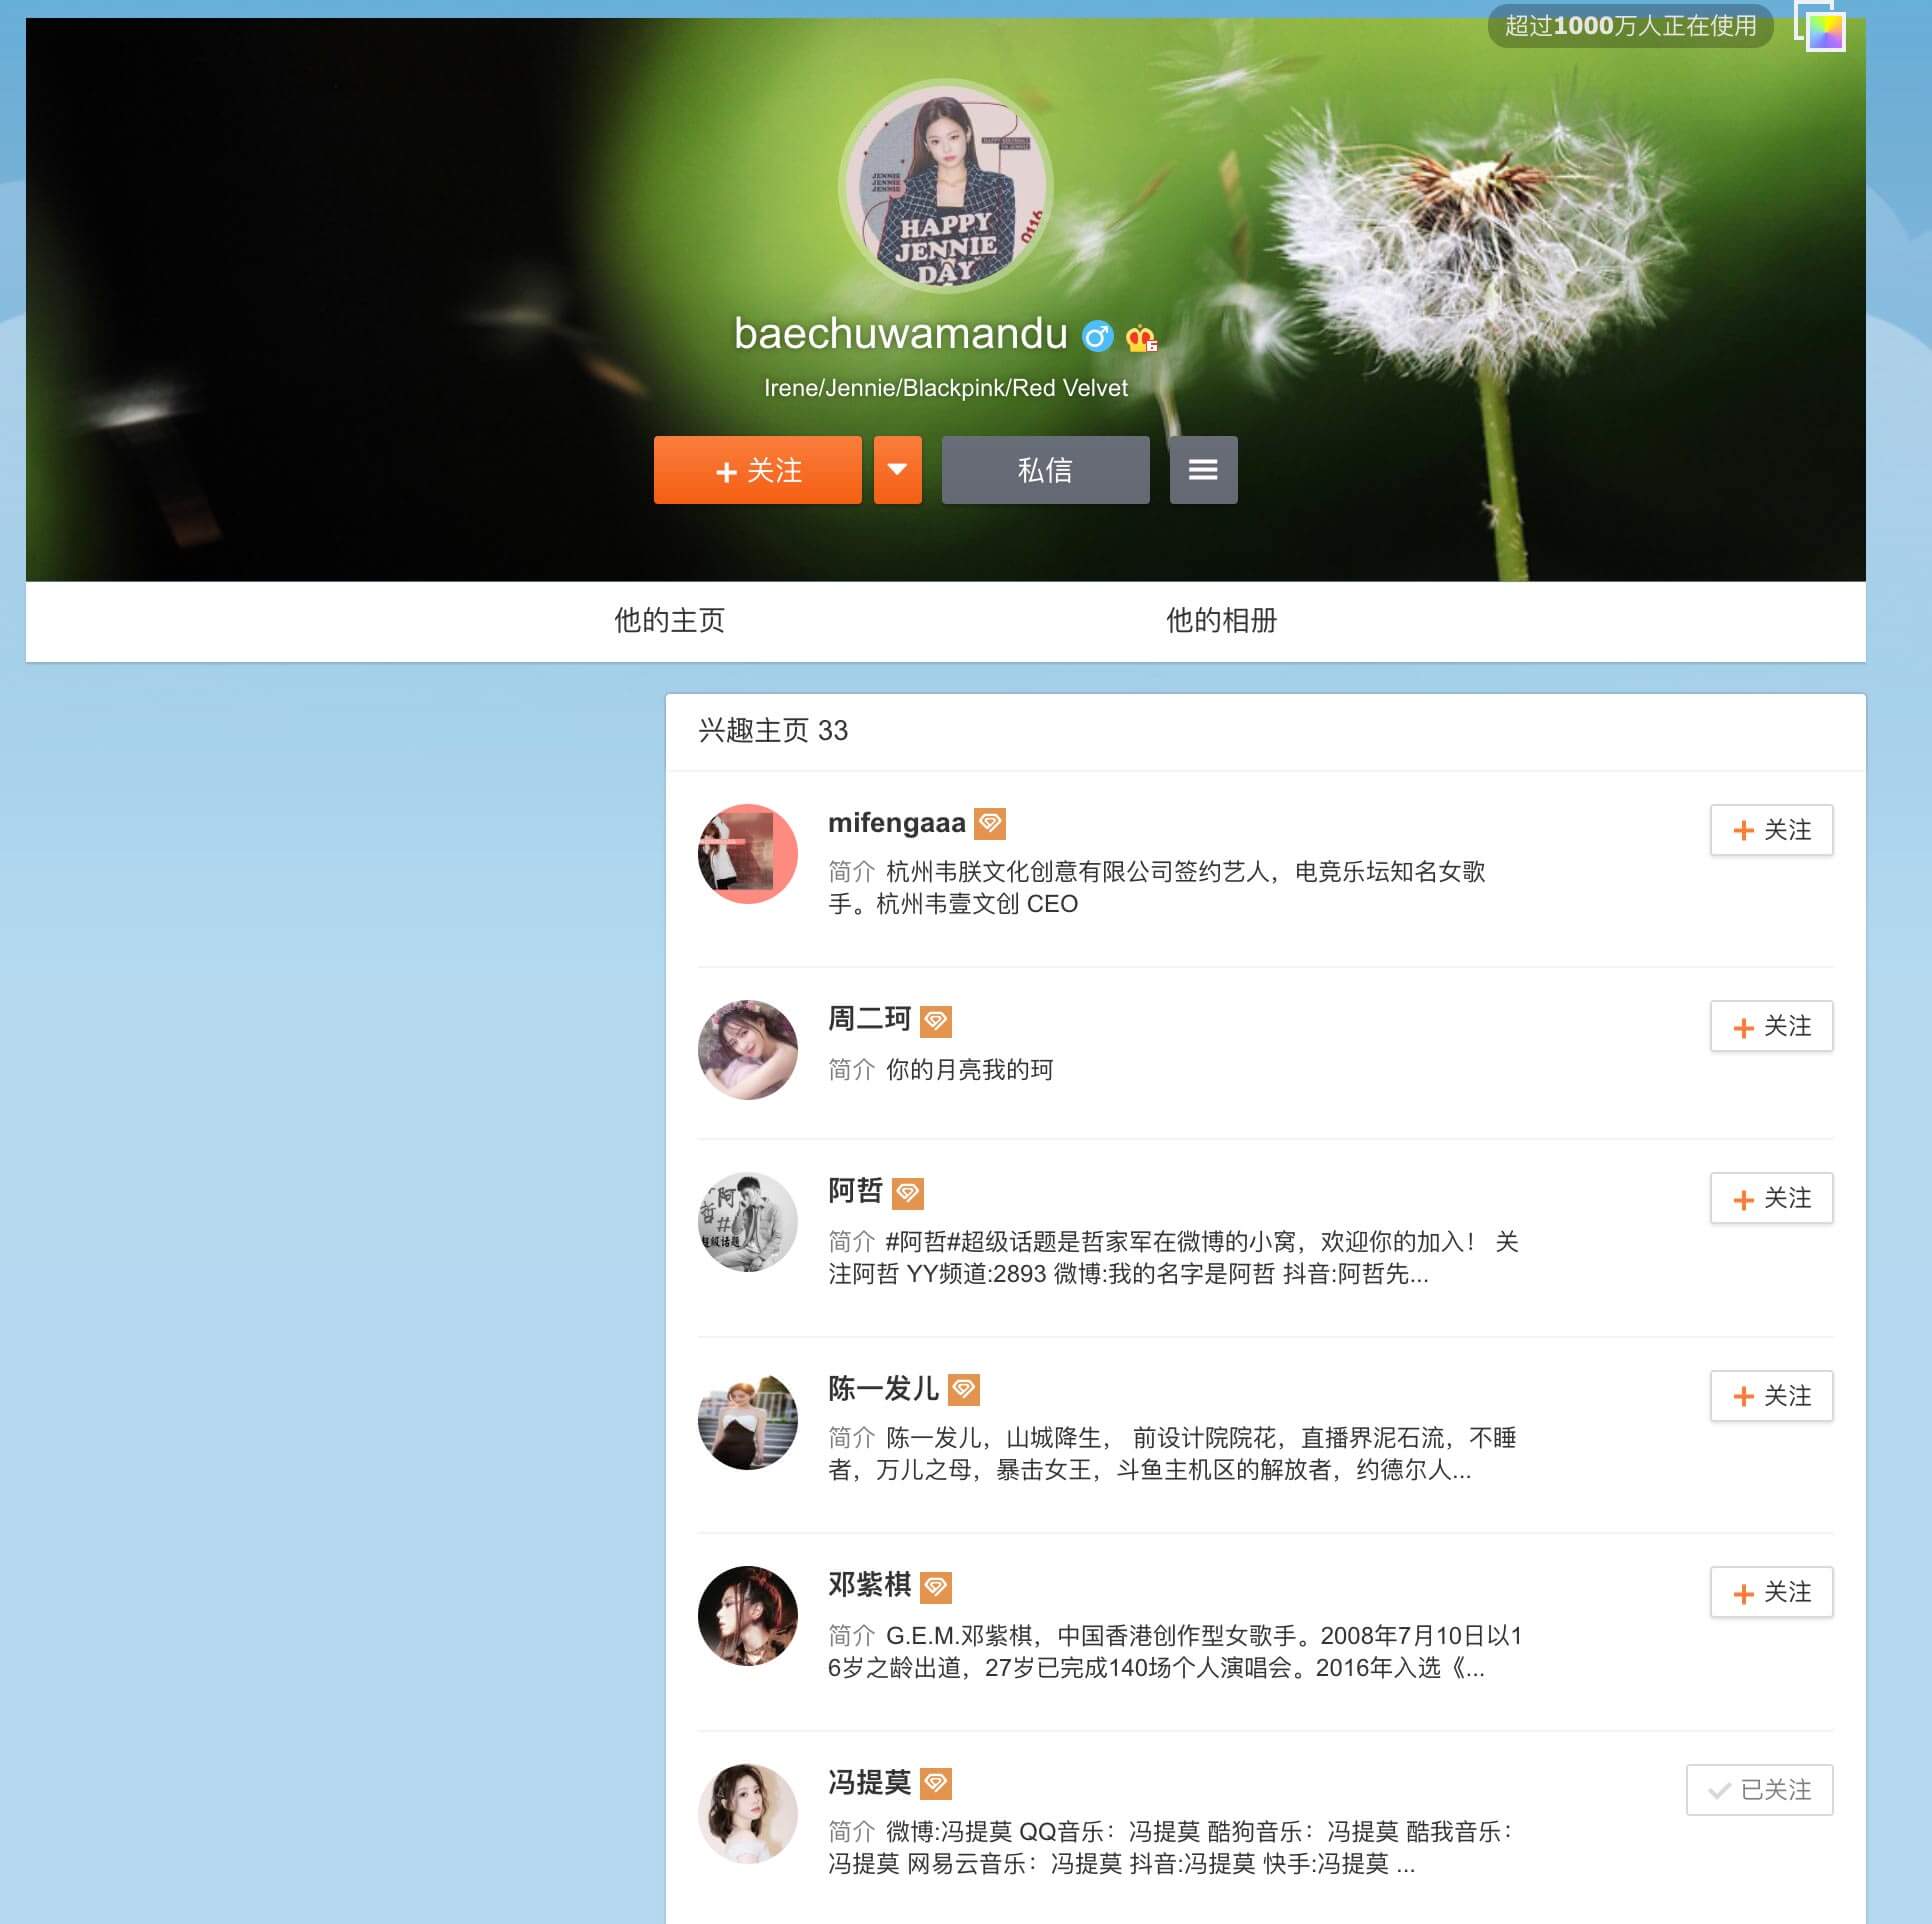 超过1000万人正在使用
JENNIE
JENNIE
JENNIE
HAPPY
JENNIE
DAY
0116
baechuwamandu
6
Irene/Jennie/Blackpink/Red Velvet
关注
私信
他的主页
他的相册
兴趣主页 33
mifengaaa
关注
简介 杭州韦朕文化创意有限公司签约艺人，电竞乐坛知名女歌
手。杭州韦壹文创 CEO
周二珂
关注
简介 你的月亮我的珂
阿
哲
#
超级话题
阿哲
关注
简介 #阿哲#超级话题是哲家军在微博的小窝，欢迎你的加入！ 关
注阿哲 YY频道:2893 微博:我的名字是阿哲 抖音:阿哲先...
陈一发儿
关注
简介 陈一发儿，山城降生， 前设计院院花，直播界泥石流，不睡
者，万儿之母，暴击女王，斗鱼主机区的解放者，约德尔人...
邓紫棋
关注
简介 G.E.M.邓紫棋，中国香港创作型女歌手。2008年7月10日以1
6岁之龄出道，27岁已完成140场个人演唱会。2016年入选《...
冯提莫
已关注
简介 微博:冯提莫 QQ音乐：冯提莫 酷狗音乐：冯提莫 酷我音乐：
冯提莫 网易云音乐：冯提莫 抖音:冯提莫 快手:冯提莫 ...